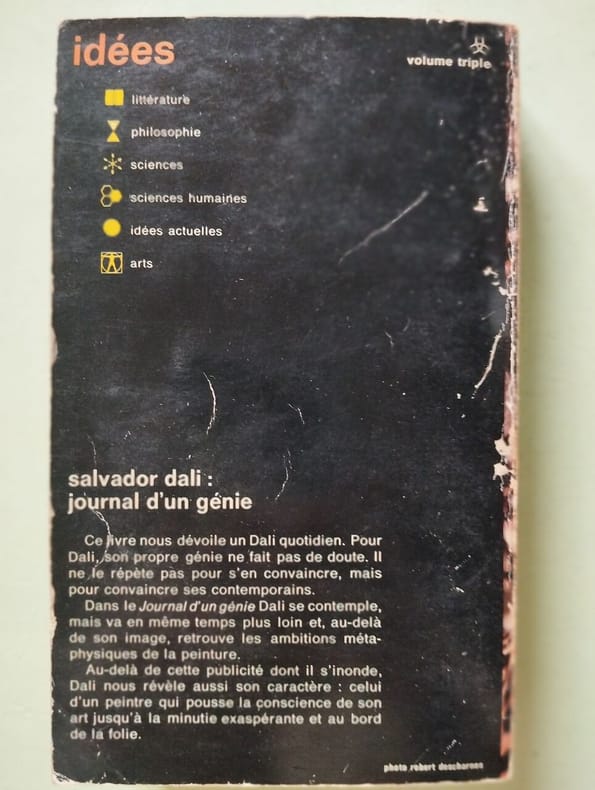 idées
volume triple
littérature
philosophie
sciences
sciences humaines
idées actuelles
arts
salvador dali :
journal d'un génie
Ce livre nous dévoile un Dali quotidien. Pour
Dali, son propre génie ne fait pas de doute. Il
ne le répète pas pour s'en convaincre, mais
pour convaincre ses contemporains.
Dans le Journal d'un génie Dali se contemple,
mais va en même temps plus loin et, au-delà
de son image, retrouve les ambitions méta-
physiques de la peinture.
Au-delà de cette publicité dont il s'inonde,
Dali nous révèle aussi son caractère : celui
d'un peintre qui pousse la conscience de son
art jusqu'à la minutie exaspérante et au bord
de la folie.
photo robert descharnes